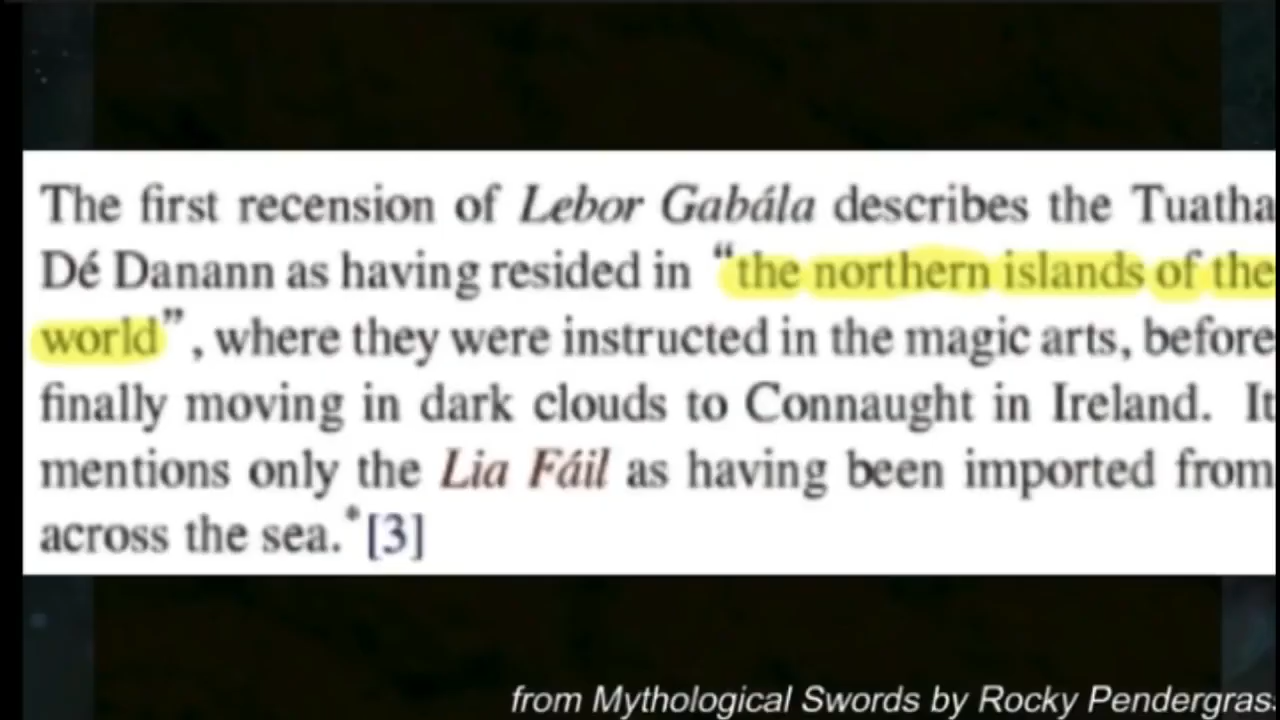 The first recension of Lebor Gabála describes the Tuatha
Dé Danann as having resided in “the northern islands of the
world”, where they were instructed in the magic arts, before
finally moving in dark clouds to Connaught in Ireland. It
mentions only the Lia Fáil as having been imported from
across the sea.*[3]
from Mythological Swords by Rocky Pendergras